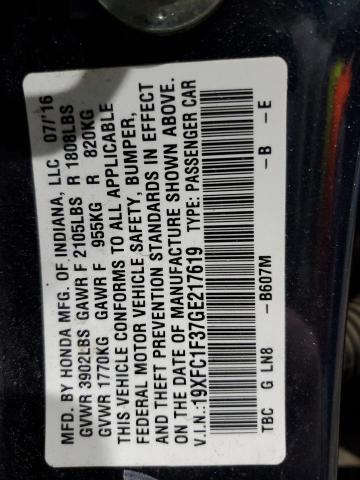 MFD. BY HONDA MFG. OF INDIANA, LLC 07/'16
GVWR 3902LBS GAWR F 2105LBS R 1808LBS
GVWR 1770KG GAWR F 955KG R 820KG
THIS VEHICLE CONFORMS TO ALL APPLICABLE
FEDERAL MOTOR VEHICLE SAFETY, BUMPER,
AND THEFT PREVENTION STANDARDS IN EFFECT
ON THE DATE OF MANUFACTURE SHOWN ABOVE.
V.I.N.:19XFC1F37GE217619 TYPE: PASSENGER CAR
TBC G LN8 -B607M -B -E